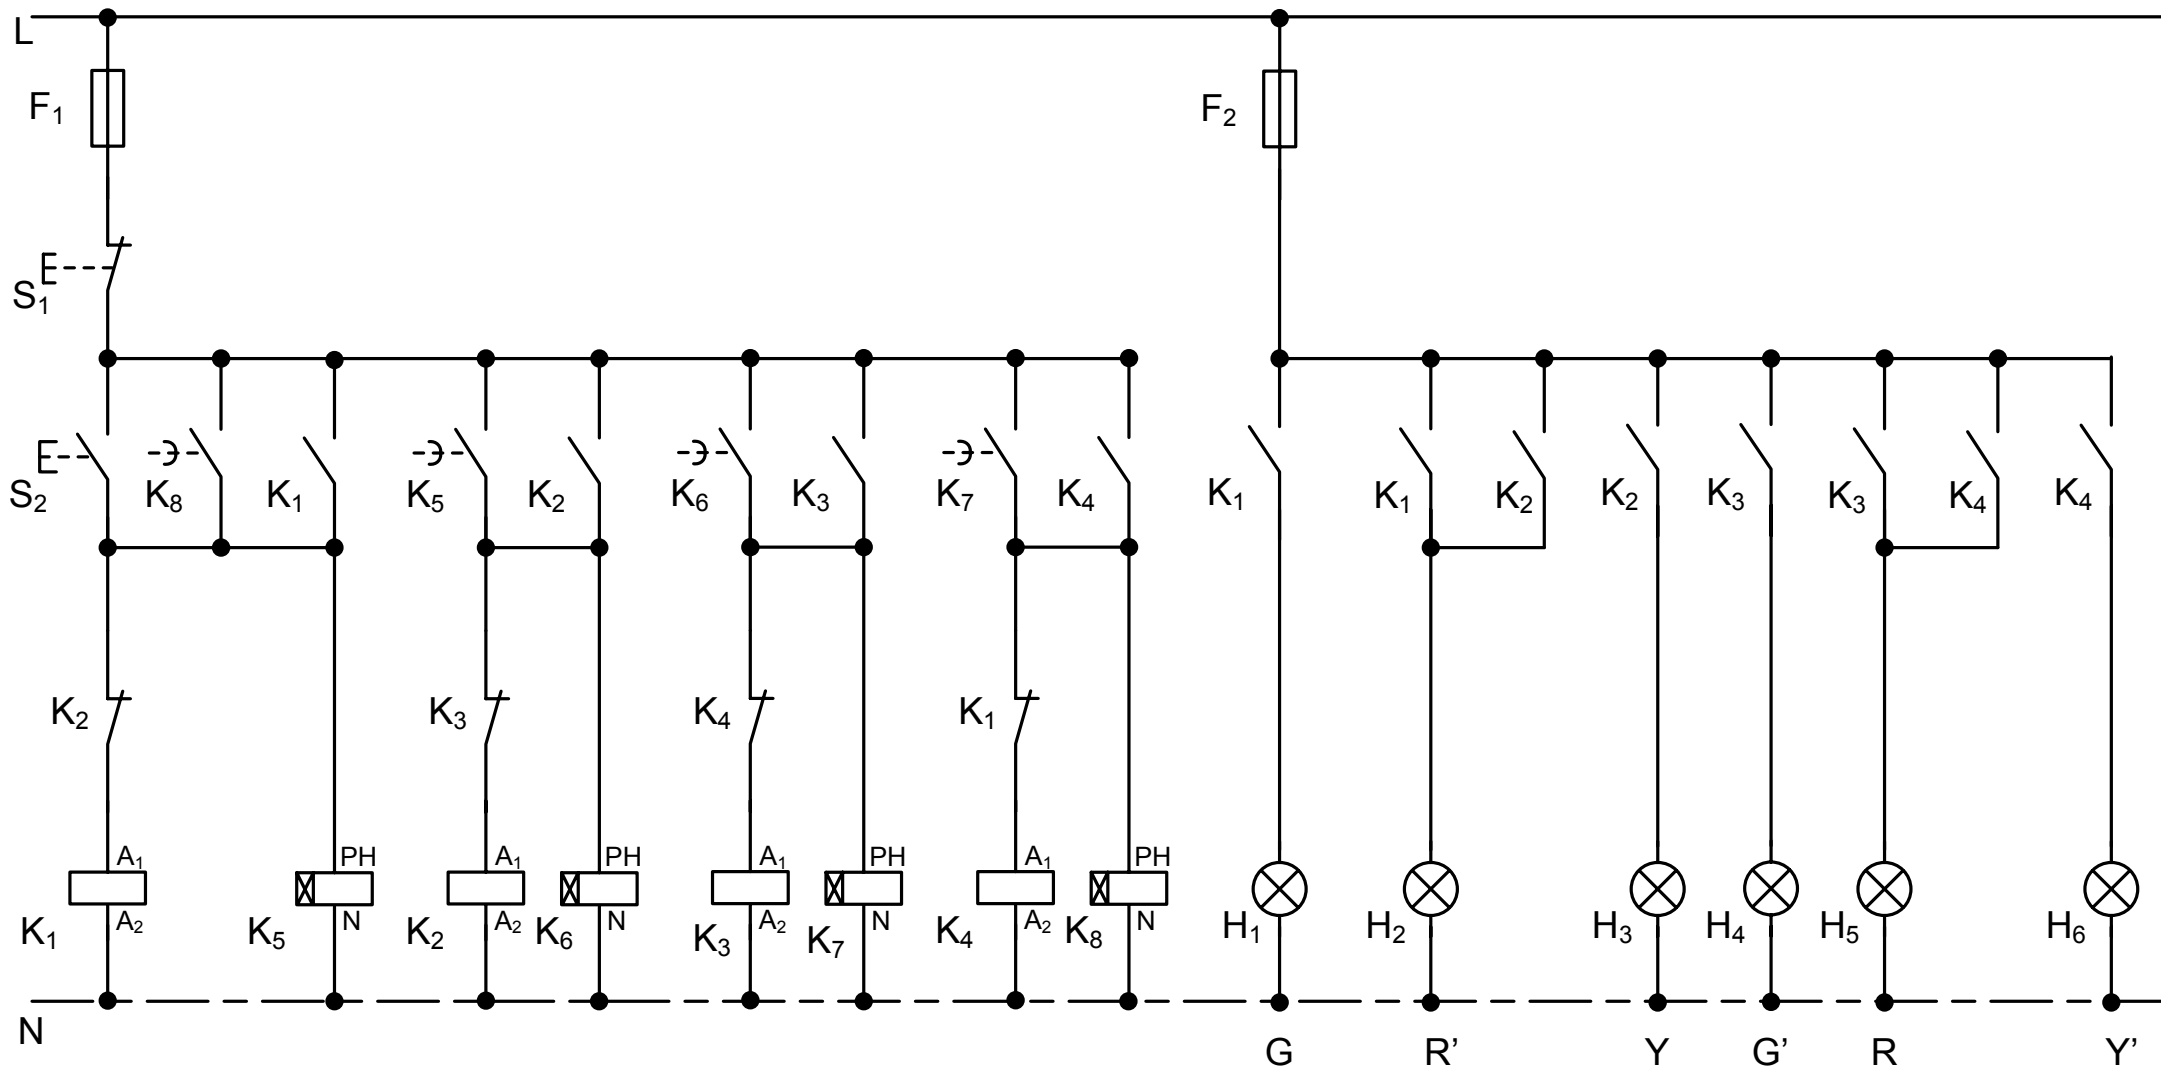 L
F₁ F₂
S₁
S₂ K₈ K₁ K₅ K₂ K₆ K₃ K₇ K₄ K₁ K₁ K₂ K₂ K₃ K₃ K₄ K₄
K₂ K₃ K₄ K₁
A₁ PH A₁ PH A₁ PH A₁ PH
K₁ A₂ K₅ N K₂ A₂ K₆ N K₃ A₂ K₇ N K₄ A₂ K₈ N H₁ H₂ H₃ H₄ H₅ H₆
N
G R’ Y G’ R Y’